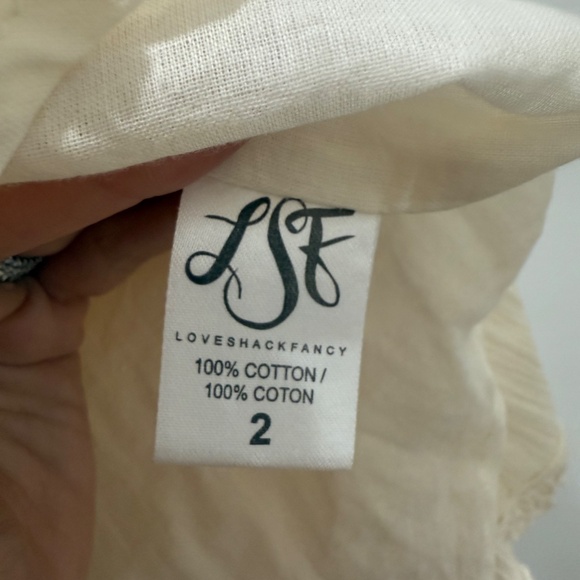 LSF
LOVESHACKFANCY
100% COTTON /
100% COTON
2